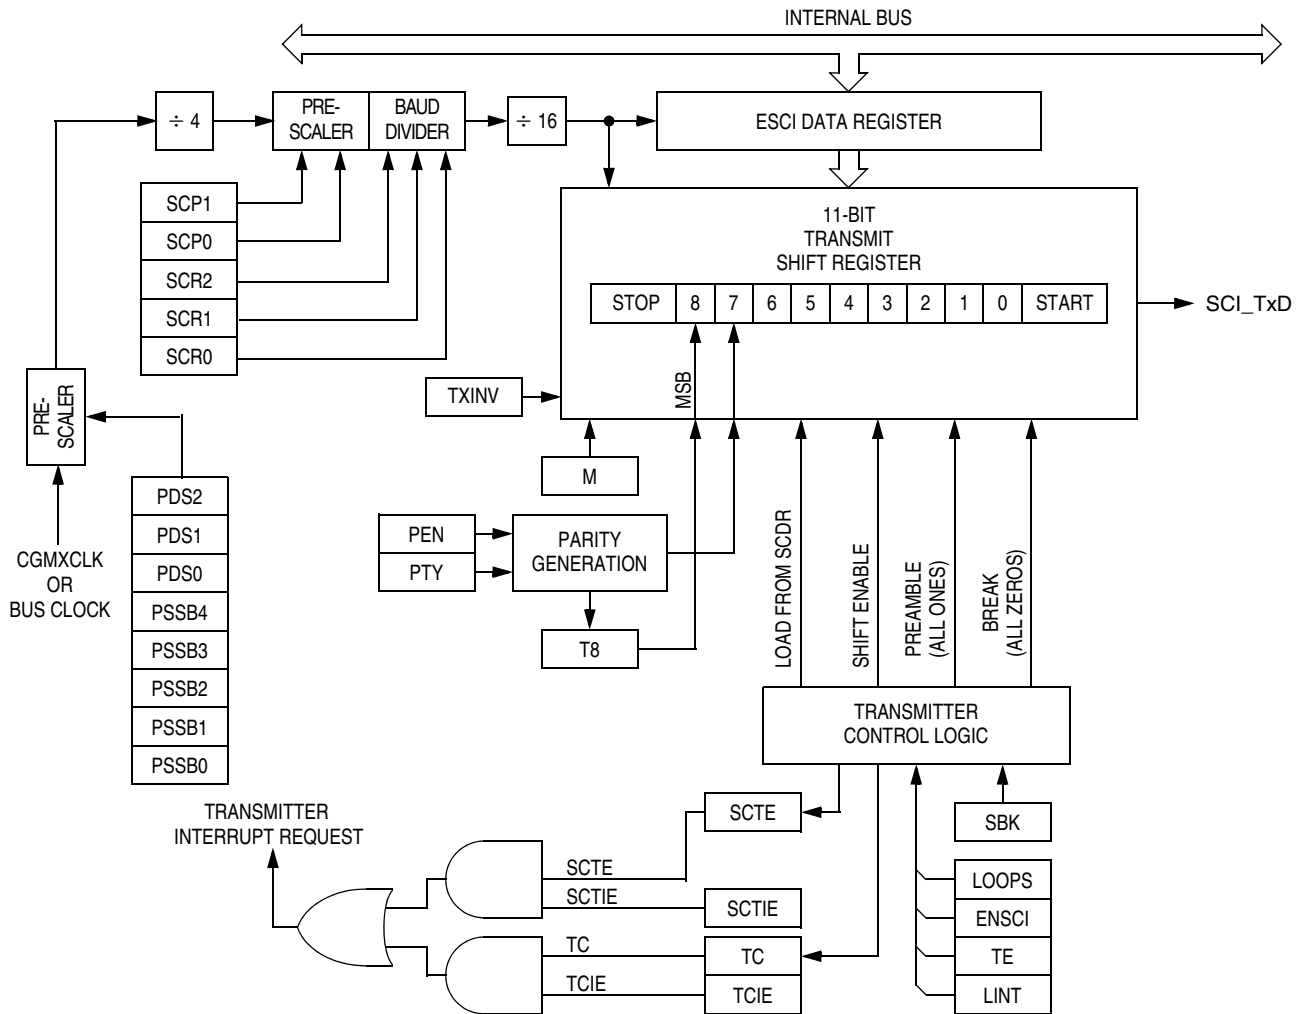 INTERNAL BUS
÷ 4
PRE-
SCALER
BAUD
DIVIDER
÷ 16
ESCI DATA REGISTER
SCP1
SCP0
SCR2
SCR1
SCR0
11-BIT
TRANSMIT
SHIFT REGISTER
STOP 8 7 6 5 4 3 2 1 0 START
SCI_TxD
TXINV
MSB
M
PRE-
SCALER
CGMXCLK
OR
BUS CLOCK
PDS2
PDS1
PDS0
PSSB4
PSSB3
PSSB2
PSSB1
PSSB0
PEN
PTY
PARITY
GENERATION
T8
LOAD FROM SCDR
SHIFT ENABLE
PREAMBLE
(ALL ONES)
BREAK
(ALL ZEROS)
TRANSMITTER
CONTROL LOGIC
TRANSMITTER
INTERRUPT REQUEST
SCTE
SBK
SCTE
SCTIE
SCTIE
TC
TC
TCIE
TCIE
LOOPS
ENSCI
TE
LINT